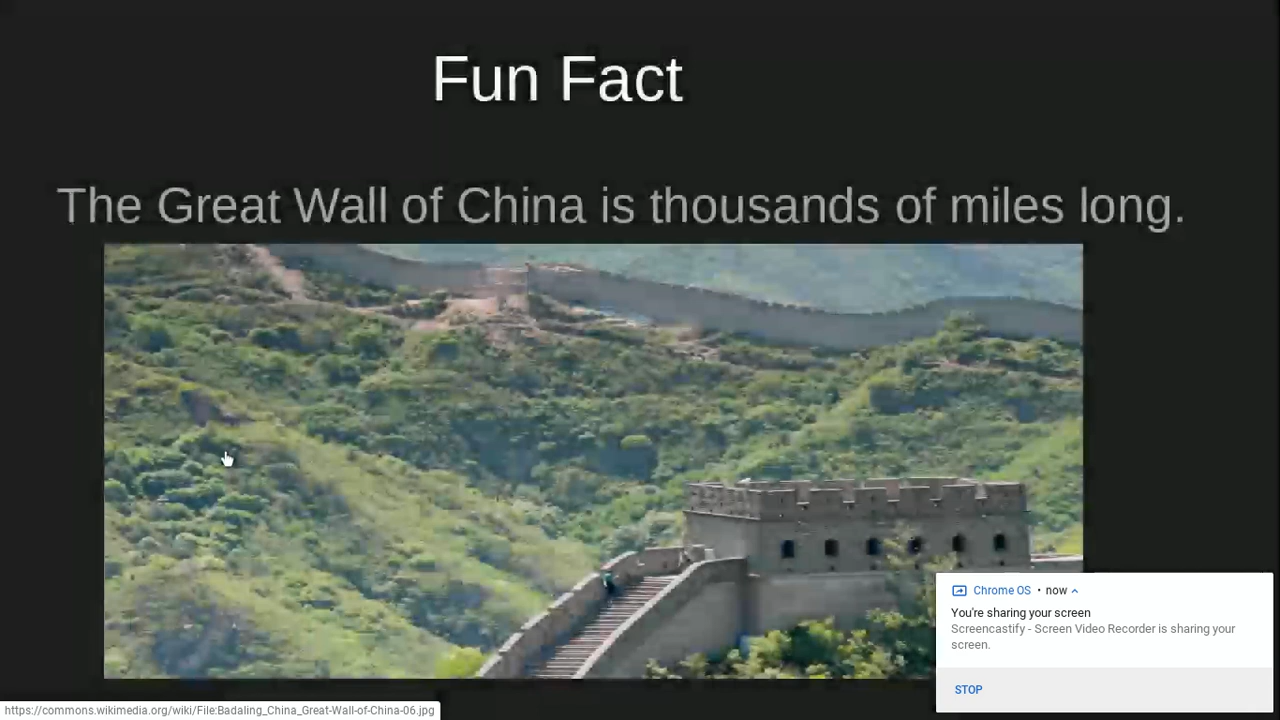 Fun Fact
The Great Wall of China is thousands of miles long.
Chrome OS • now
You're sharing your screen
Screencastify - Screen Video Recorder is sharing your
screen.
STOP
https://commons.wikimedia.org/wiki/File:Badaling_China_Great-Wall-of-China-06.jpg